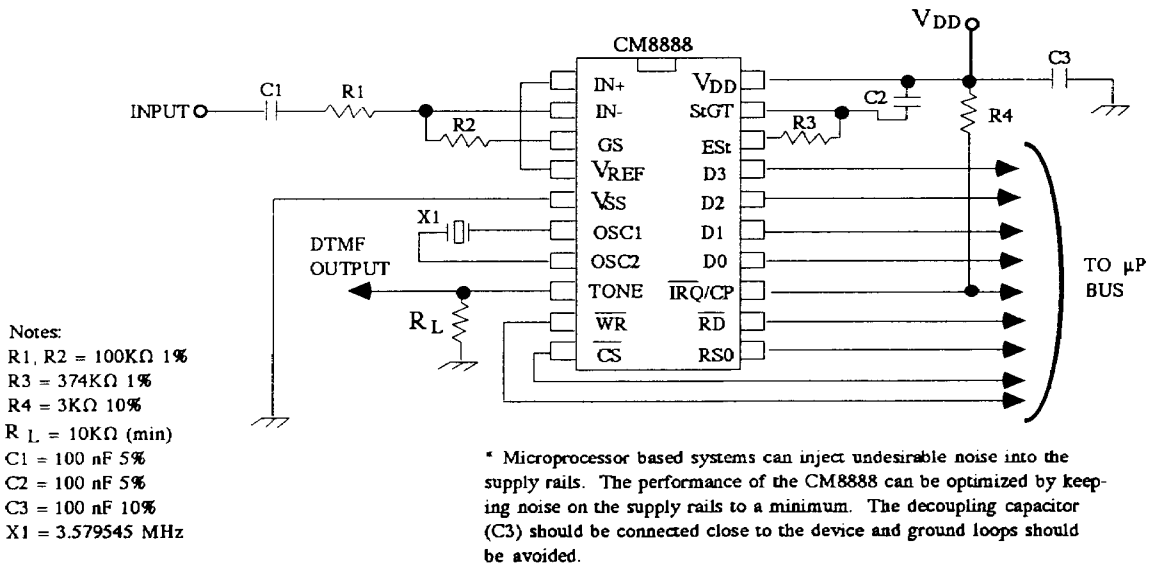 VDD
CM8888
C3
INPUT
C1
R1
R2
IN+
IN-
GS
VREF
VSS
OSC1
OSC2
TONE
WR
CS
VDD
StGT
ESt
D3
D2
D1
D0
IRQ/CP
RD
RS0
C2
R3
R4
X1
DTMF
OUTPUT
RL
TO µP
BUS
Notes:
R1, R2 = 100KΩ 1%
R3 = 374KΩ 1%
R4 = 3KΩ 10%
R L = 10KΩ (min)
C1 = 100 nF 5%
C2 = 100 nF 5%
C3 = 100 nF 10%
X1 = 3.579545 MHz
* Microprocessor based systems can inject undesirable noise into the
supply rails. The performance of the CM8888 can be optimized by keep-
ing noise on the supply rails to a minimum. The decoupling capacitor
(C3) should be connected close to the device and ground loops should
be avoided.